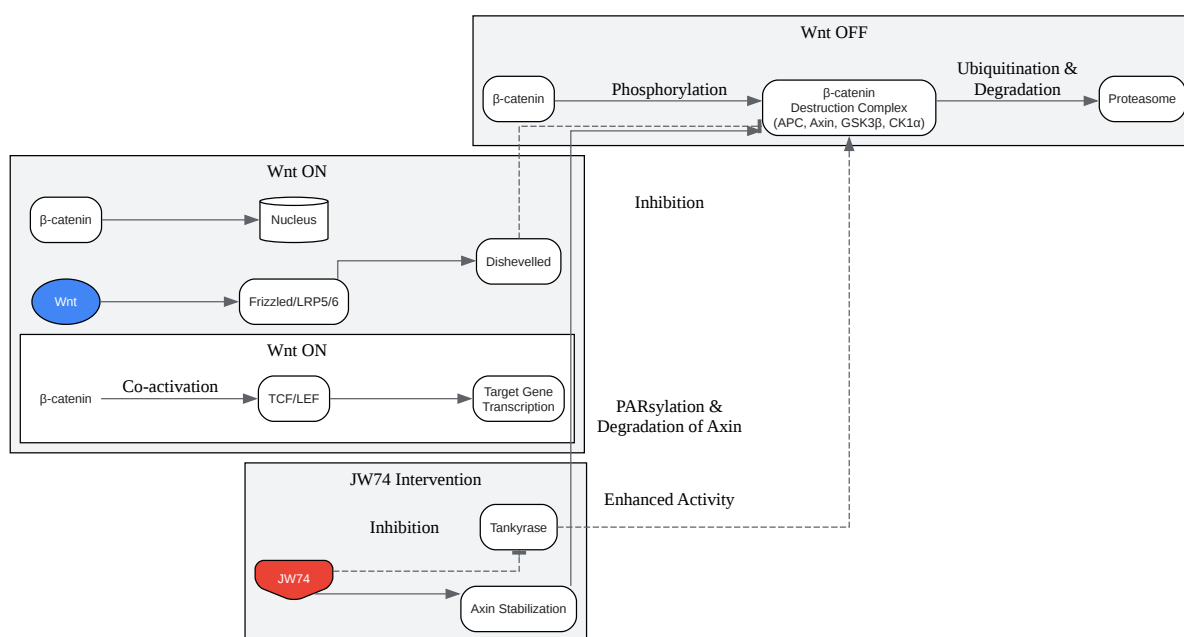 Wnt OFF
β-catenin
Phosphorylation
β-catenin
Destruction Complex
(APC, Axin, GSK3β, CK1α)
Ubiquitination &
Degradation
Proteasome
Wnt ON
β-catenin
Nucleus
Inhibition
Dishevelled
Wnt
Frizzled/LRP5/6
Wnt ON
β-catenin
Co-activation
TCF/LEF
Target Gene
Transcription
PARsylation &
Degradation of Axin
JW74 Intervention
Enhanced Activity
Inhibition
Tankyrase
JW74
Axin Stabilization